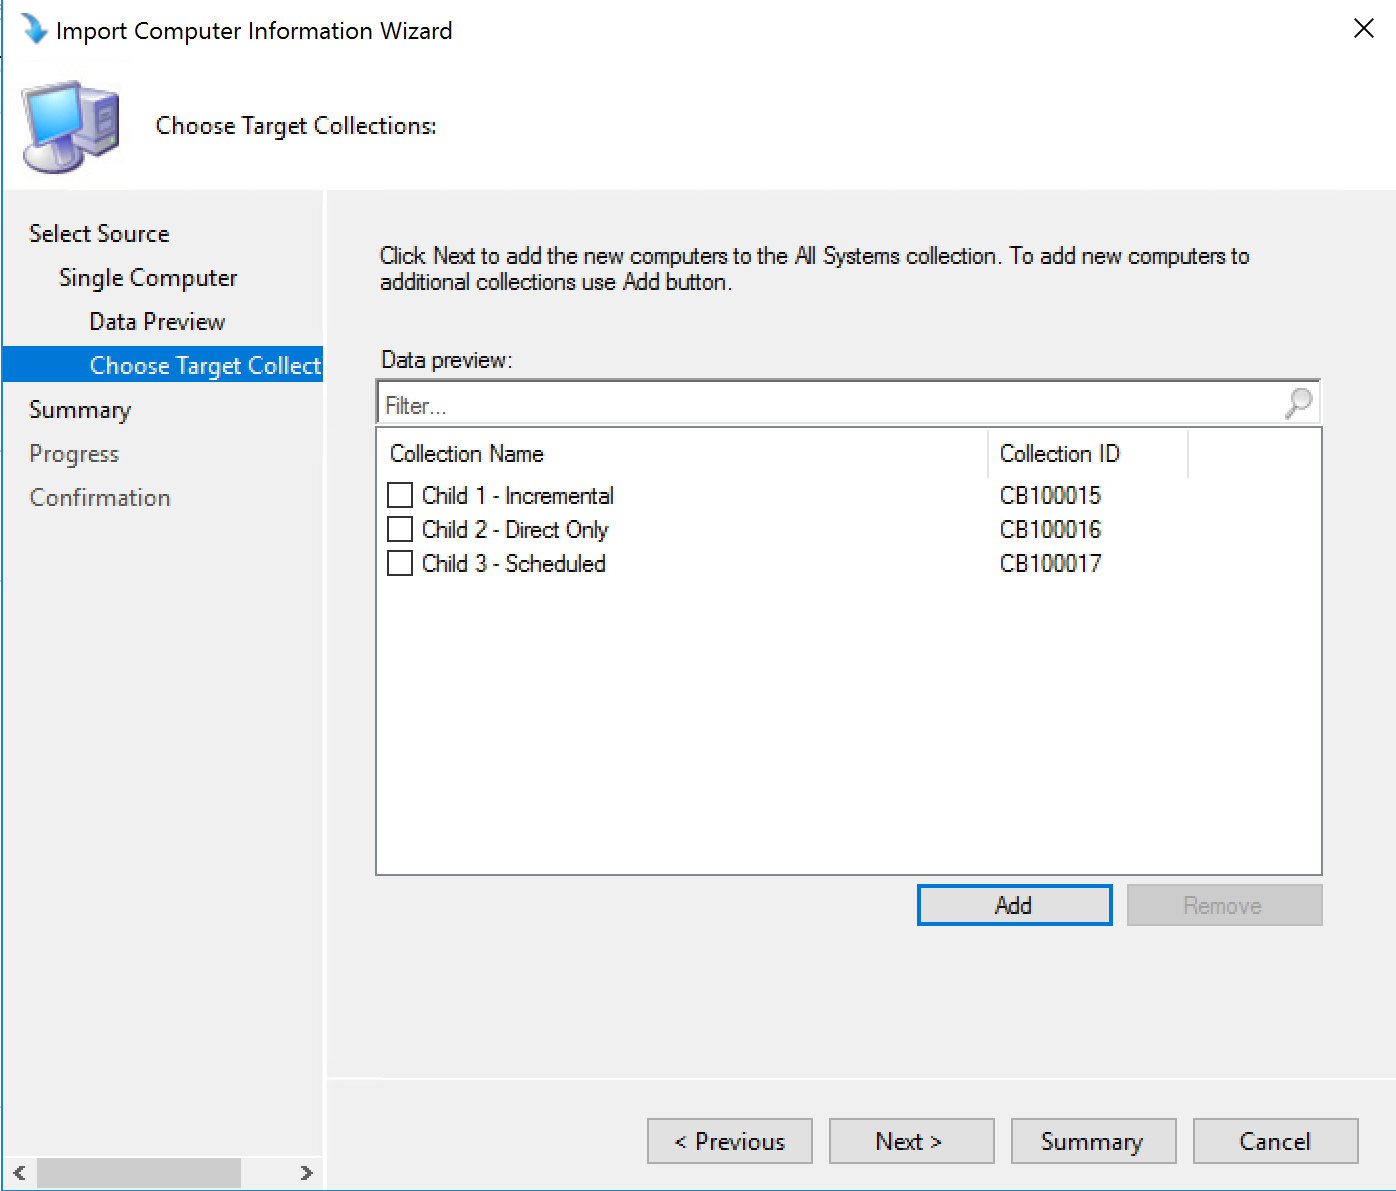 Import Computer Information Wizard
Choose Target Collections:
Select Source
Single Computer
Data Preview
Choose Target Collect
Summary
Progress
Confirmation
Click Next to add the new computers to the All Systems collection. To add new computers to
additional collections use Add button.
Data preview:
Filter...
Collection Name Collection ID
Child 1 - Incremental CB100015
Child 2 - Direct Only CB100016
Child 3 - Scheduled CB100017
Add Remove
< Previous Next > Summary Cancel